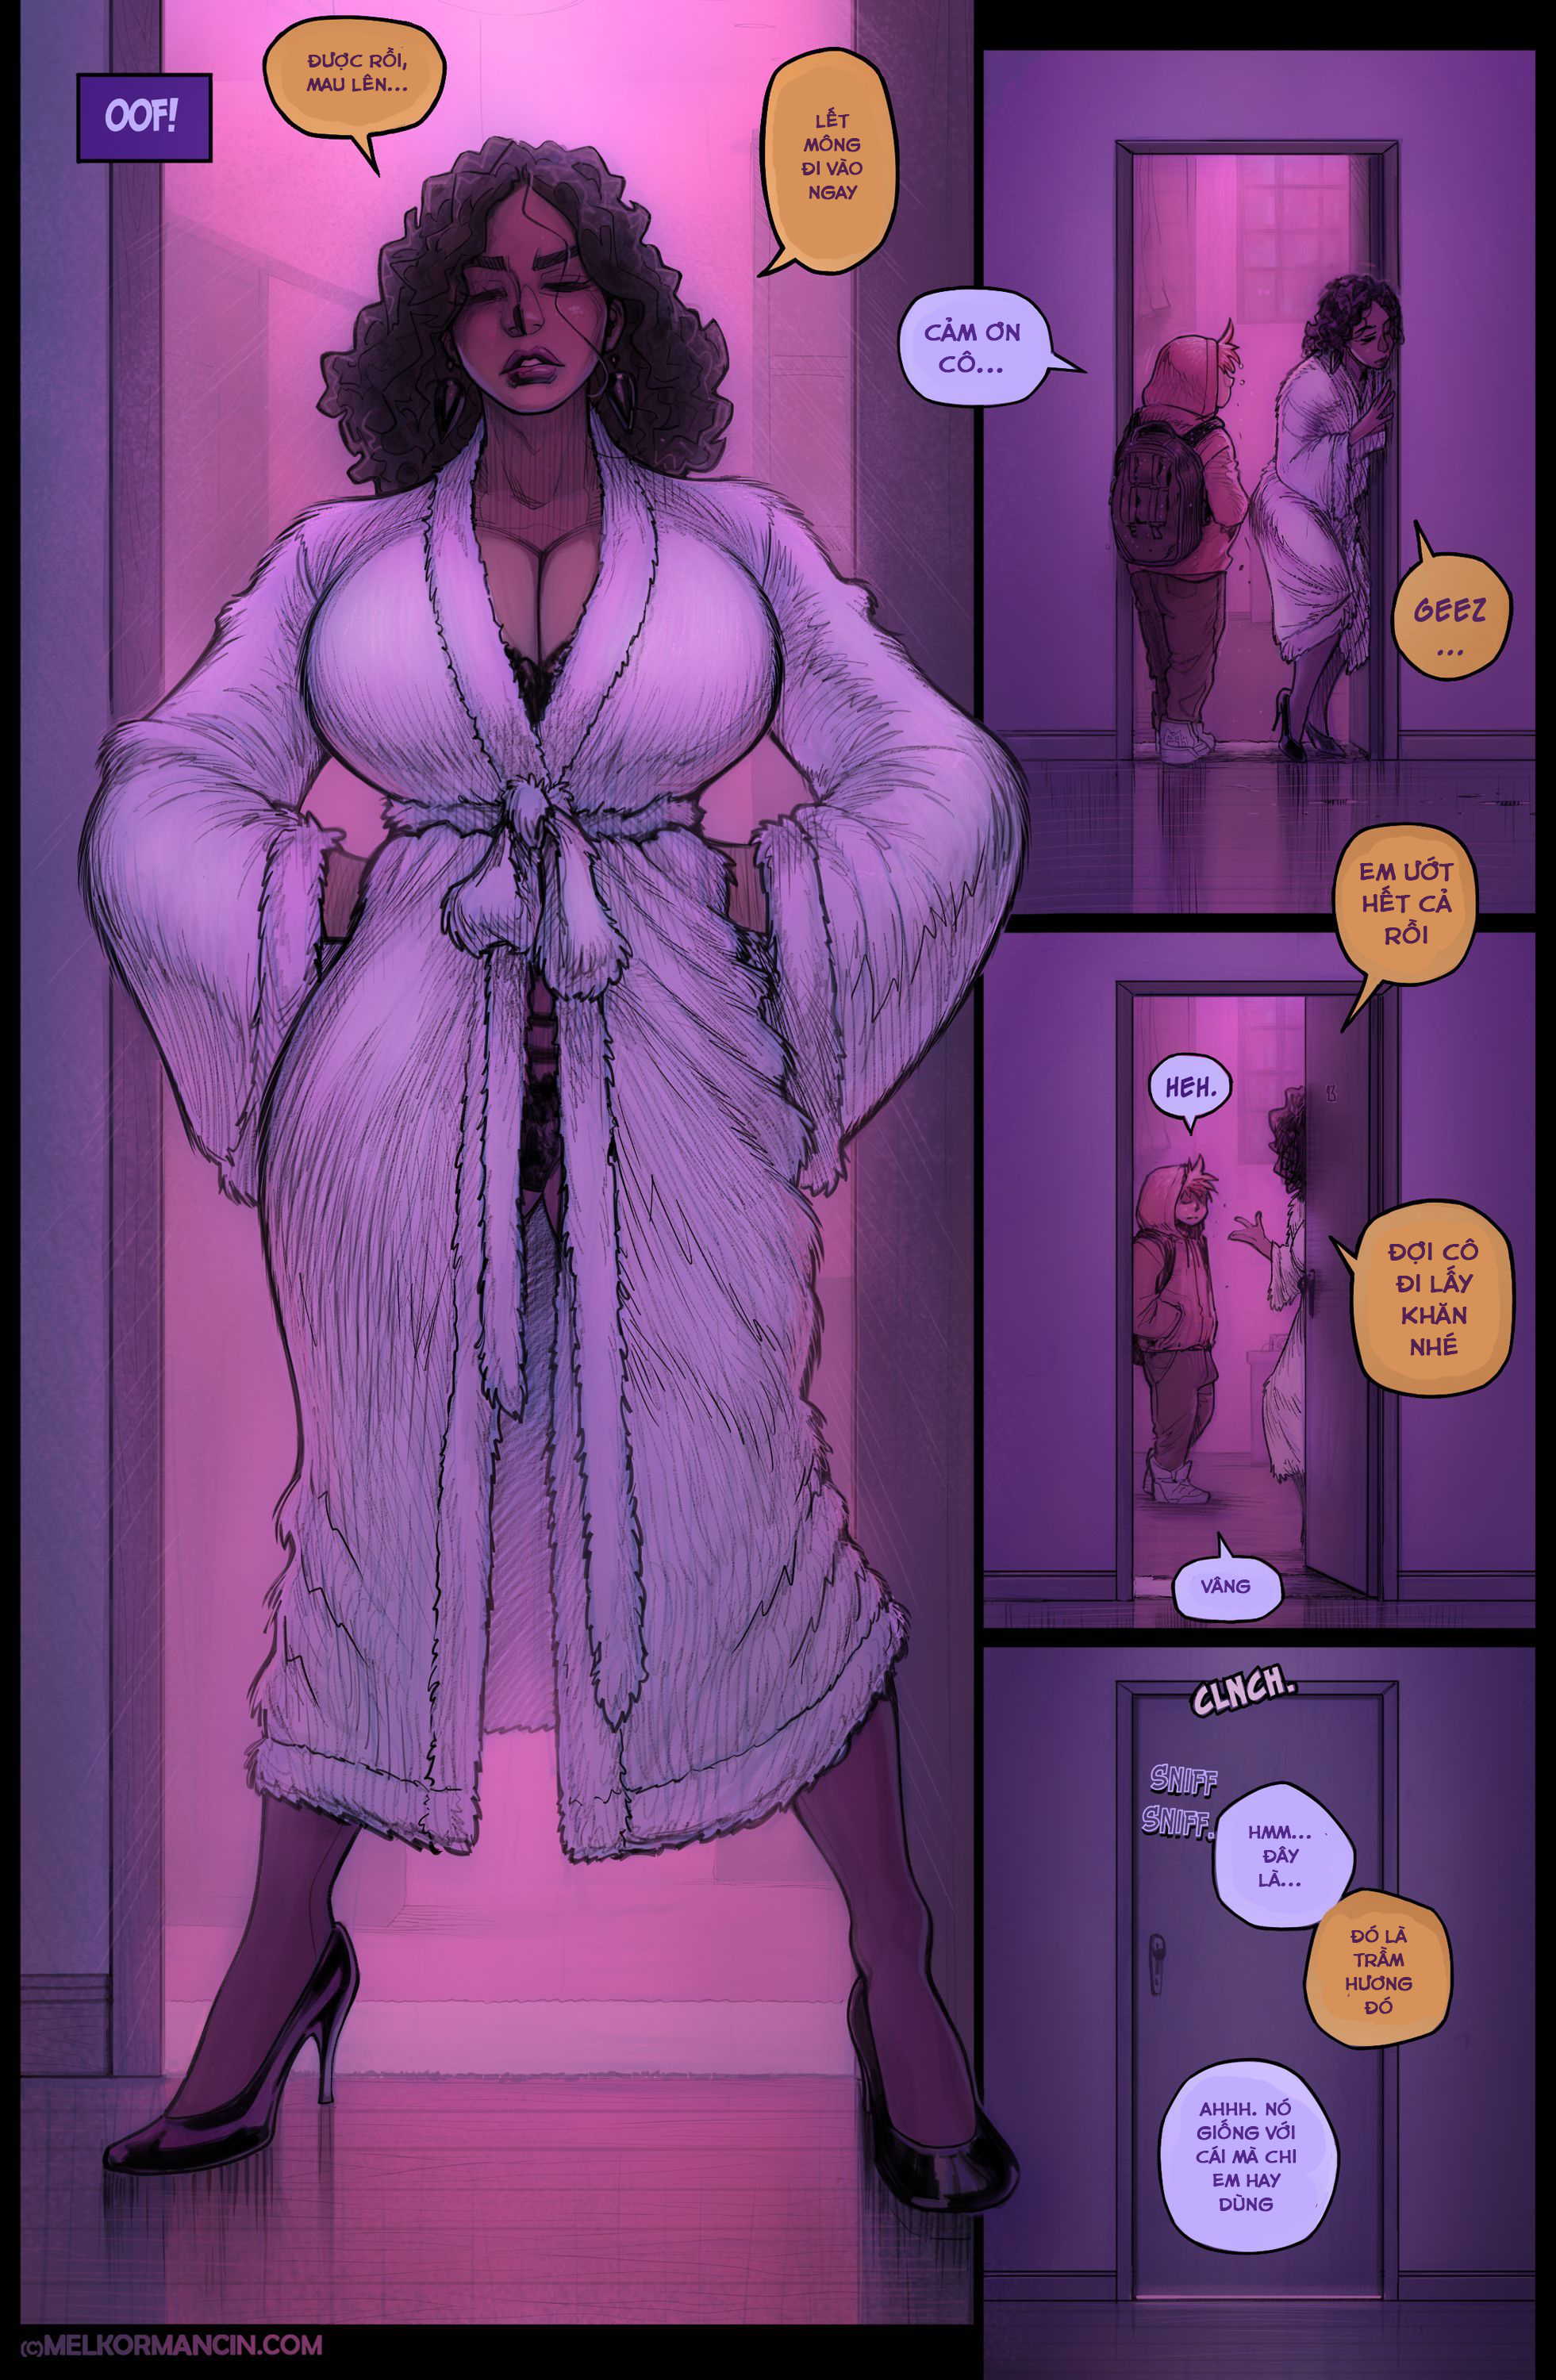 OOF!
ĐƯỢC RỒI,
MAU LÊN...
LẾT
MÔNG
ĐI VÀO
NGAY
CẢM ƠN
CÔ...
GEEZ
...
EM ƯỚT
HẾT CẢ
RỒI
HEH.
ĐỢI CÔ
ĐI LẤY
KHĂN
NHÉ
VÂNG
CLNCH.
SNIFF
SNIFF.
HMM...
ĐÂY
LÀ...
ĐÓ LÀ
TRẦM
HƯƠNG
ĐÓ
AHHH. NÓ
GIỐNG VỚI
CÁI MÀ CHI
EM HAY
DÙNG
(C)MELKORMANCIN.COM